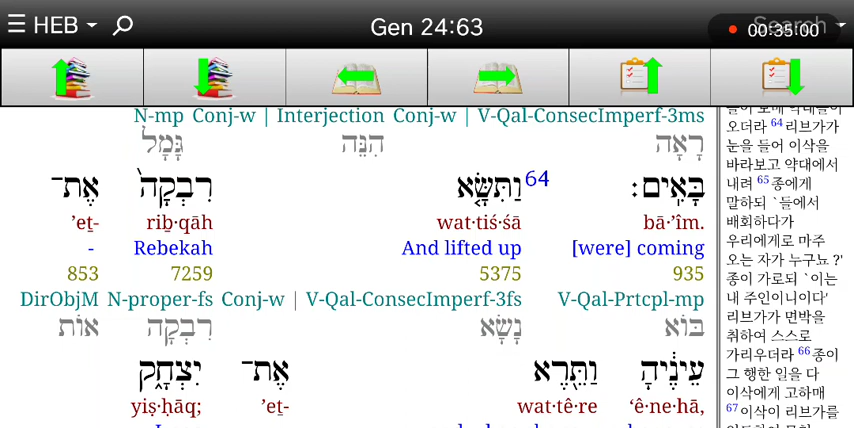 HEB Gen 24:63 Search
00:35:00
N-mp Conj-w | Interjection Conj-w | V-Qal-ConsecImperf-3ms
רָאָה הִנֵּה גָּמָל
בָּאִֽים׃ 64 וַתִּשָּׂ֤א רִבְקָה֙ אֶת־
’eṯ- riḇ·qāh wat·tiś·śā bā·’îm.
- Rebekah And lifted up [were] coming
853 7259 5375 935
DirObjM N-proper-fs Conj-w | V-Qal-ConsecImperf-3fs V-Qal-Prtcpl-mp
בּוֹא נָשָׂא רִבְקָה אוֹת
עֵינֶ֔יהָ וַתֵּ֖רֶא אֶת־ יִצְחָ֑ק
yiṣ·ḥāq; ’eṯ- wat·tê·re ‘ê·ne·hā,
오더라 64 리브가가
눈을 들어 이삭을
바라보고 약대에서
내려 65 종에게
말하되 `들에서
배회하다가
우리에게로 마주
오는 자가 누구뇨 ?'
종이 가로되 `이는
내 주인이니이다'
리브가가 면박을
취하여 스스로
가리우더라 66 종이
그 행한 일을 다
이삭에게 고하매
67 이삭이 리브가를